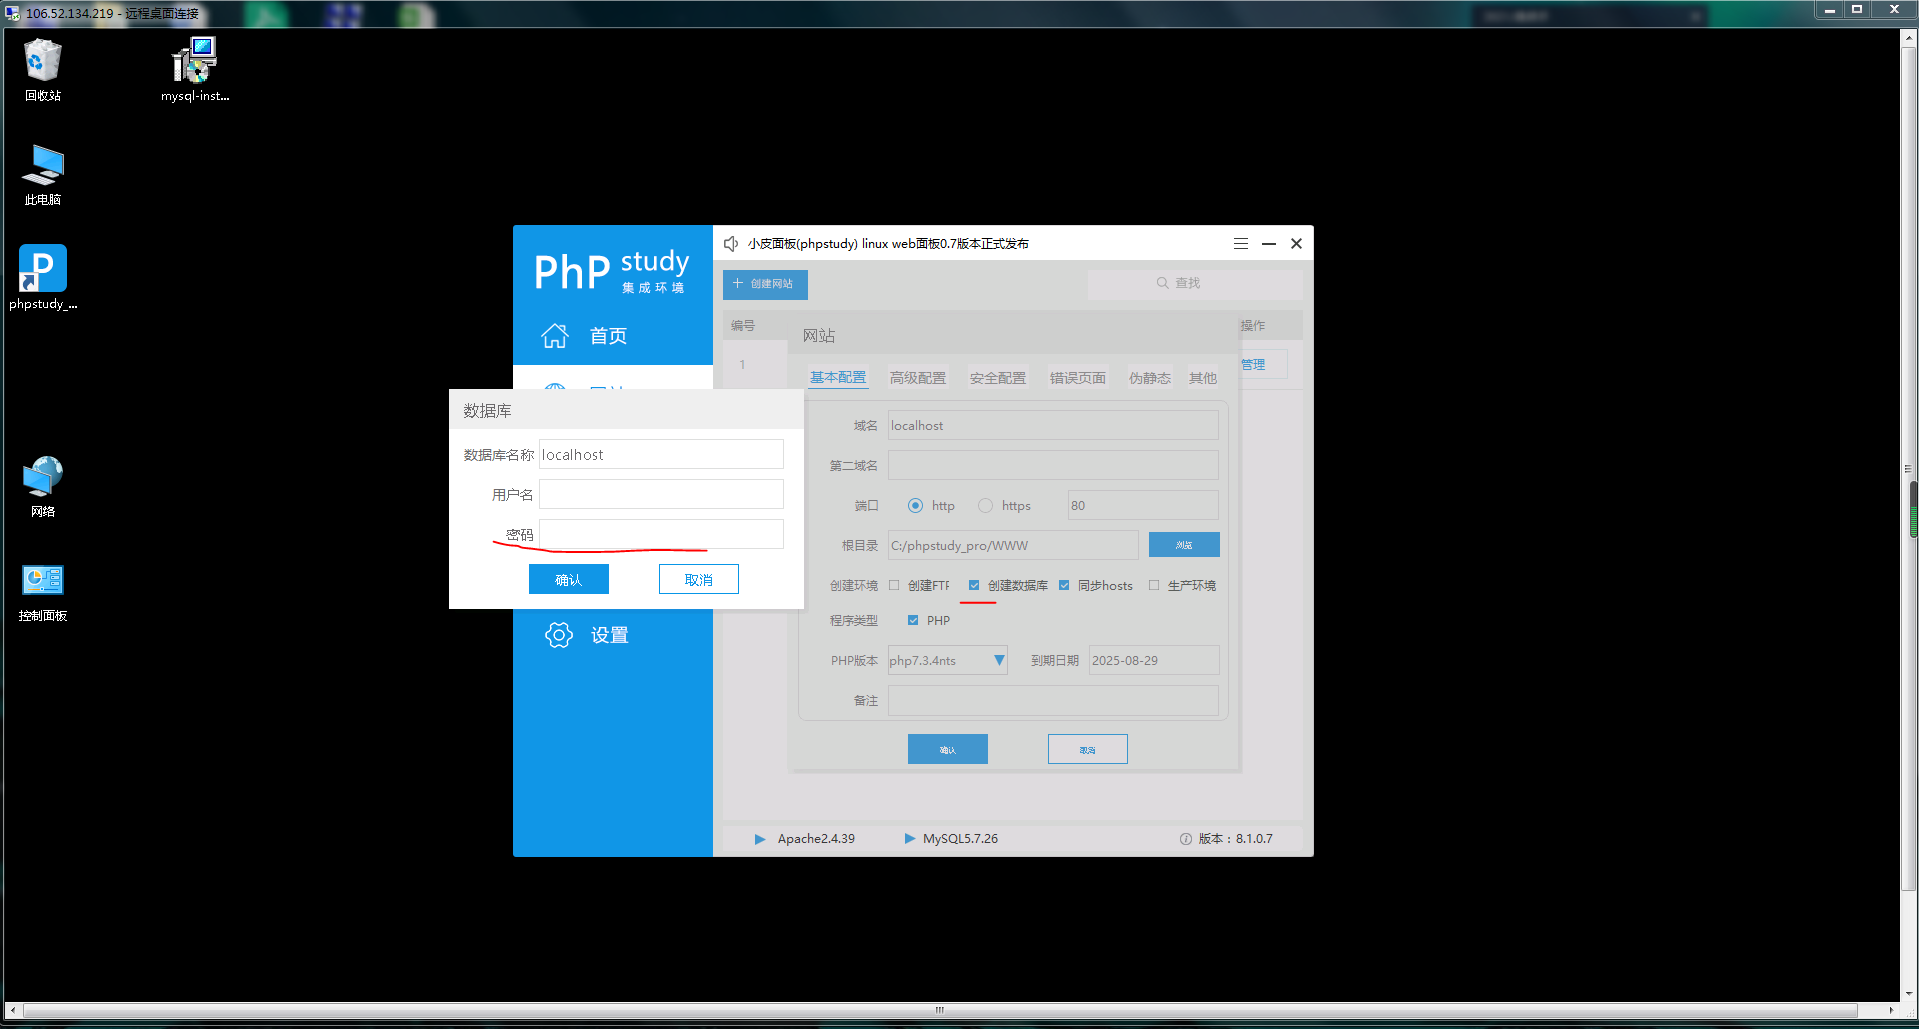 106.52.134.219 - 远程桌面连接
回收站
mysql-inst...
此电脑
phpstudy_...
网络
控制面板
PhP study
集成环境
首页
设置
小皮面板(phpstudy) linux web面板0.7版本正式发布
创建网站
查找
编号
操作
1
管理
网站
基本配置 高级配置 安全配置 错误页面 伪静态 其他
域名 localhost
第二域名
端口 http https 80
根目录 C:/phpstudy_pro/WWW 浏览
创建环境 创建FTP 创建数据库 同步hosts 生产环境
程序类型 PHP
PHP版本 php7.3.4nts 到期日期 2025-08-29
备注
确认 取消
数据库
数据库名称 localhost
用户名
密码
确认 取消
Apache2.4.39 MySQL5.7.26 版本：8.1.0.7